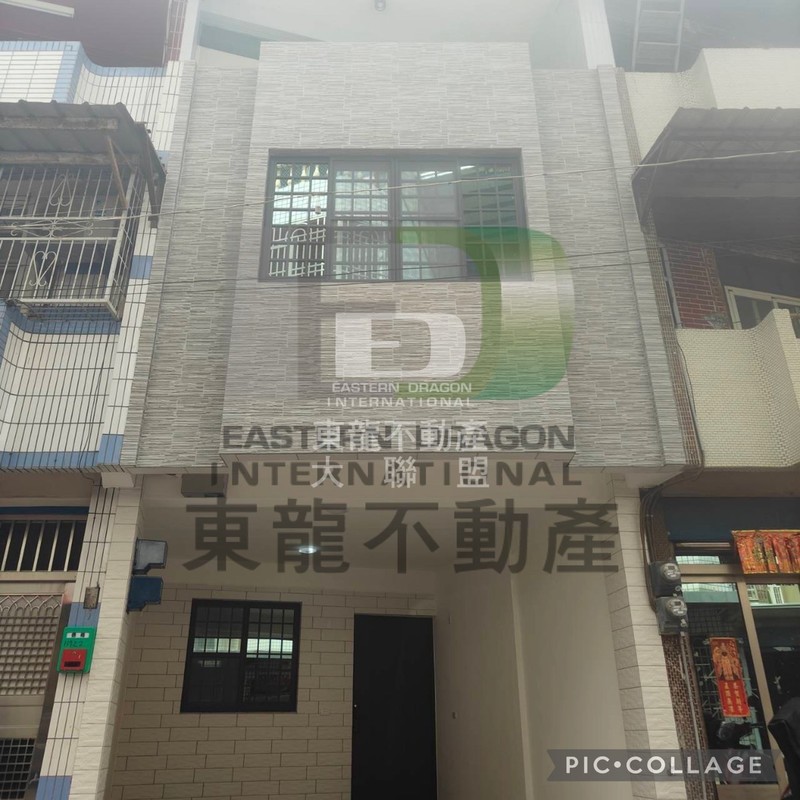 EASTERN DRAGON
INTERNATIONAL
東龍不動產
大聯盟
EASTERN DRAGON
INTERNATIONAL
東龍不動產
PIC•COLLAGE